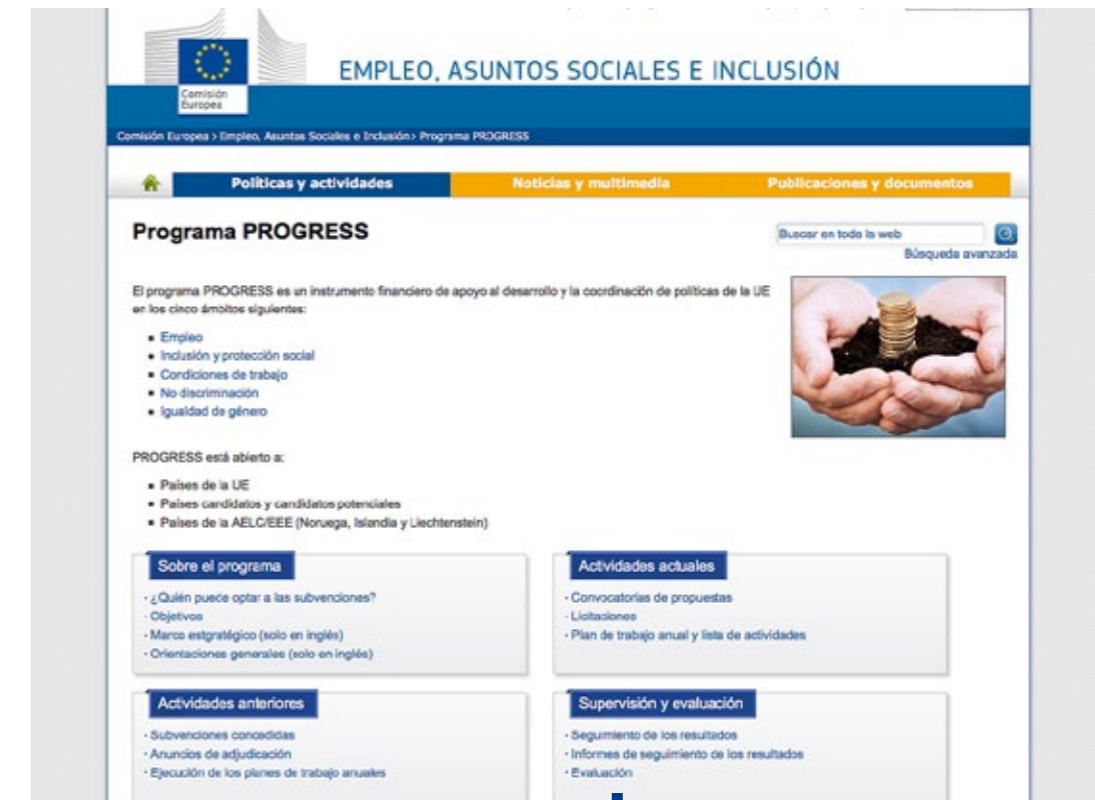 EMPLEO, ASUNTOS SOCIALES E INCLUSIÓN
Comisión
Europea
Comisión Europea > Empleo, Asuntos Sociales e Inclusión > Programa PROGRESS
Políticas y actividades
Noticias y multimedia
Publicaciones y documentos
Programa PROGRESS
Buscar en toda la web
Búsqueda avanzada
El programa PROGRESS es un instrumento financiero de apoyo al desarrollo y la coordinación de políticas de la UE
en los cinco ámbitos siguientes:
Empleo
Inclusión y protección social
Condiciones de trabajo
No discriminación
Igualdad de género
PROGRESS está abierto a:
Países de la UE
Países candidatos y candidatos potenciales
Países de la AELC/EEE (Noruega, Islandia y Liechtenstein)
Sobre el programa
· ¿Quién puede optar a las subvenciones?
· Objetivos
· Marco estgratégico (solo en inglés)
· Orientaciones generales (solo en inglés)
Actividades actuales
· Convocatorias de propuestas
· Licitaciones
· Plan de trabajo anual y lista de actividades
Actividades anteriores
· Subvenciones concedidas
· Anuncios de adjudicación
· Ejecución de los planes de trabajo anuales
Supervisión y evaluación
· Seguimiento de los resultados
· Informes de seguimiento de los resultados
· Evaluación